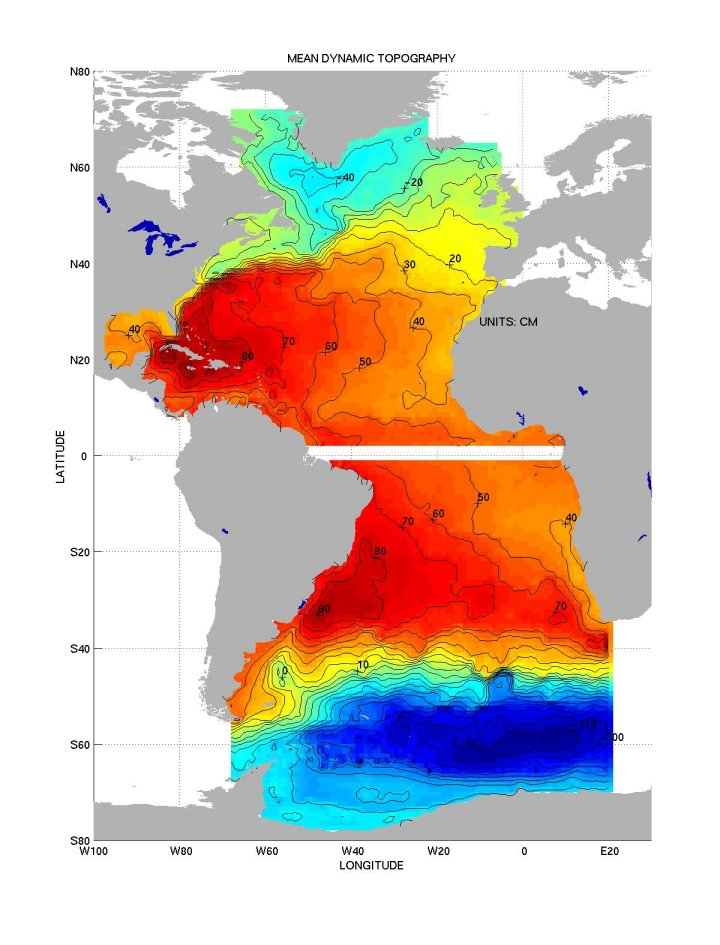 MEAN DYNAMIC TOPOGRAPHY
N80
N60
-40
-20
N40
20
30
UNITS: CM
40
40
70
60
N20
80
50
LATITUDE
0
50
60
40
70
S20
80
70
90
S40
10
0
-110
S60
-100
S80
W100
W80
W60
W40
W20
0
E20
LONGITUDE